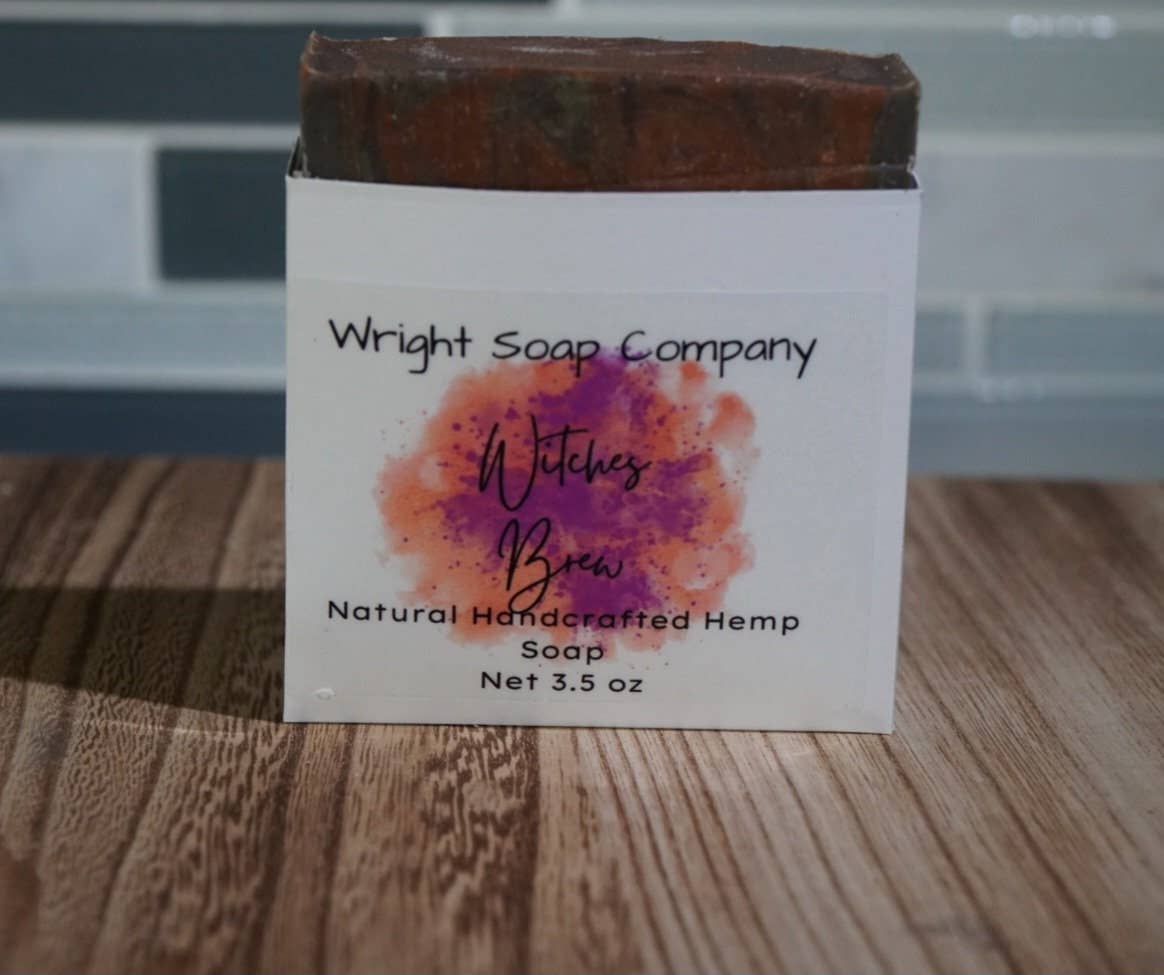 Wright Soap Company
Witches
Brew
Natural Handcrafted Hemp
Soap
Net 3.5 oz